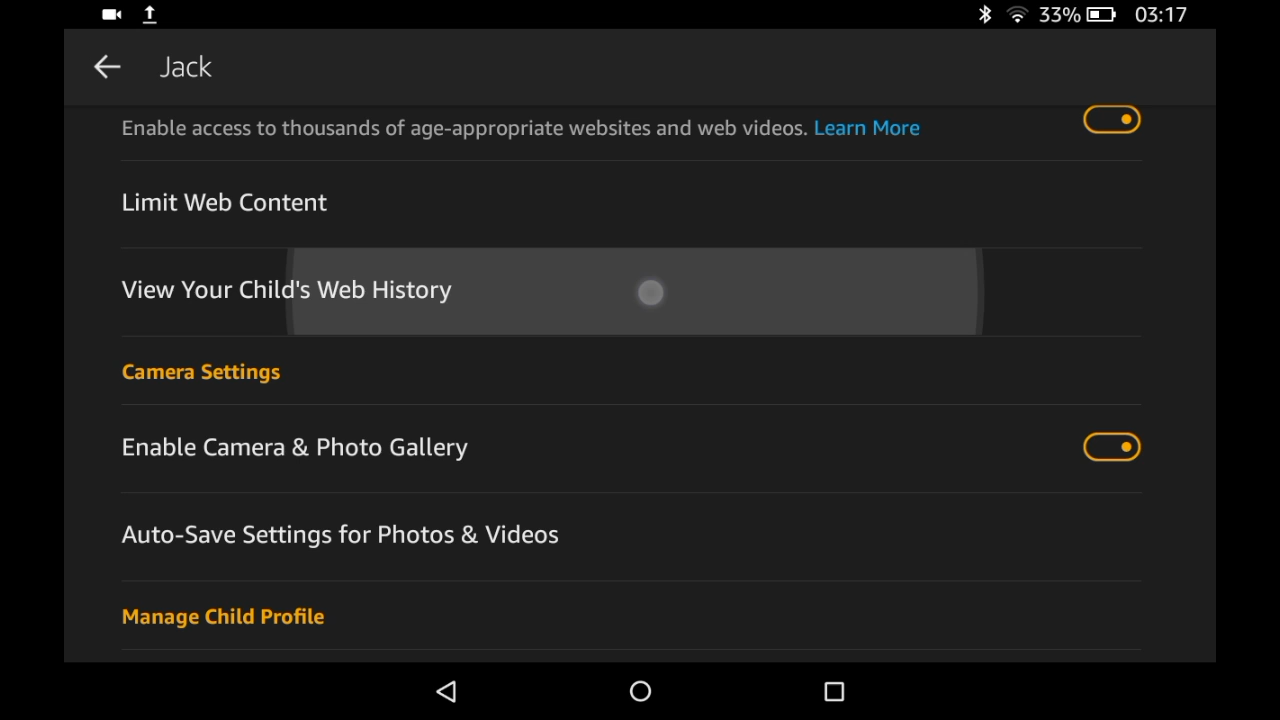 33% 03:17
Jack
Enable access to thousands of age-appropriate websites and web videos. Learn More
Limit Web Content
View Your Child's Web History
Camera Settings
Enable Camera & Photo Gallery
Auto-Save Settings for Photos & Videos
Manage Child Profile